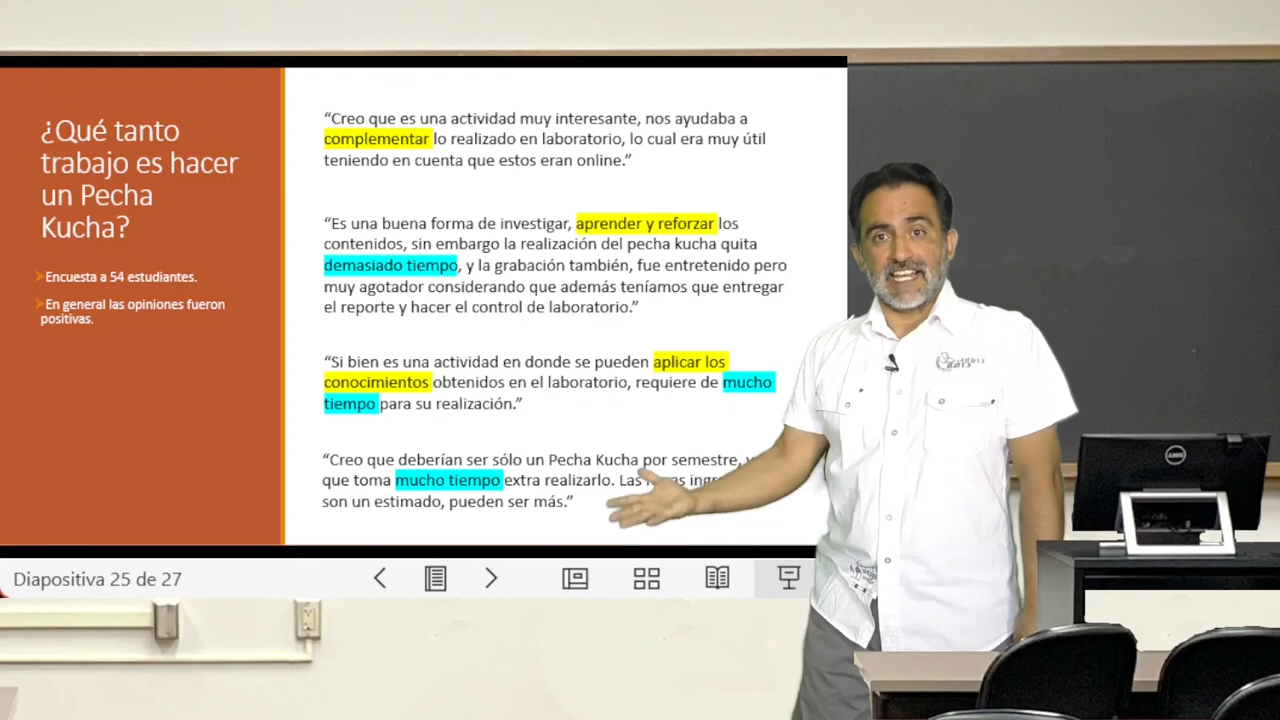 ¿Qué tanto
trabajo es hacer
un Pecha
Kucha?
Encuesta a 54 estudiantes.
En general las opiniones fueron
positivas.
“Creo que es una actividad muy interesante, nos ayudaba a
complementar lo realizado en laboratorio, lo cual era muy útil
teniendo en cuenta que estos eran online.”
“Es una buena forma de investigar, aprender y reforzar los
contenidos, sin embargo la realización del pecha kucha quita
demasiado tiempo, y la grabación también, fue entretenido pero
muy agotador considerando que además teníamos que entregar
el reporte y hacer el control de laboratorio.”
“Si bien es una actividad en donde se pueden aplicar los
conocimientos obtenidos en el laboratorio, requiere de mucho
tiempo para su realización.”
“Creo que deberían ser sólo un Pecha Kucha por semestre,
que toma mucho tiempo extra realizarlo. Las
son un estimado, pueden ser más.”
Diapositiva 25 de 27